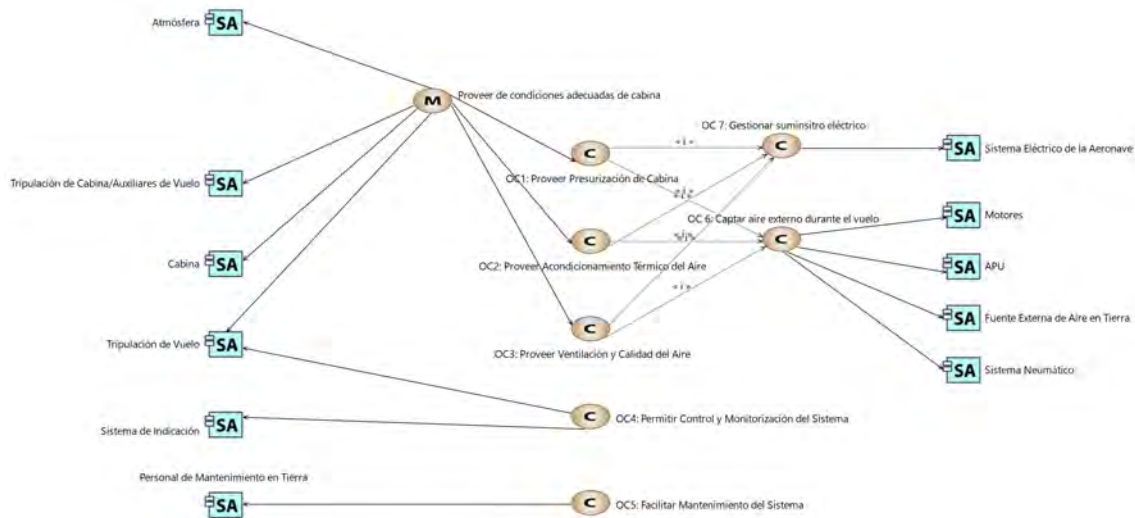 Atmósfera
SA
M
Proveer de condiciones adecuadas de cabina
OC 7: Gestionar suminsitro eléctrico
C
« i »
C
SA
Sistema Eléctrico de la Aeronave
Tripulación de Cabina/Auxiliares de Vuelo
SA
OC1: Proveer Presurización de Cabina
OC 6: Captar aire externo durante el vuelo
SA
Motores
C
« i »
C
Cabina
SA
OC2: Proveer Acondicionamiento Térmico del Aire
SA
APU
« i »
SA
Fuente Externa de Aire en Tierra
C
Tripulación de Vuelo
SA
OC3: Proveer Ventilación y Calidad del Aire
SA
Sistema Neumático
C
OC4: Permitir Control y Monitorización del Sistema
Sistema de Indicación
SA
Personal de Mantenimiento en Tierra
SA
C
OC5: Facilitar Mantenimiento del Sistema